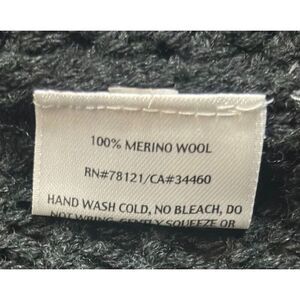 100% MERINO WOOL
RN#78121/CA#34460
HAND WASH COLD, NO BLEACH, DO
NOT WRING, GENTLY SQUEEZE OR